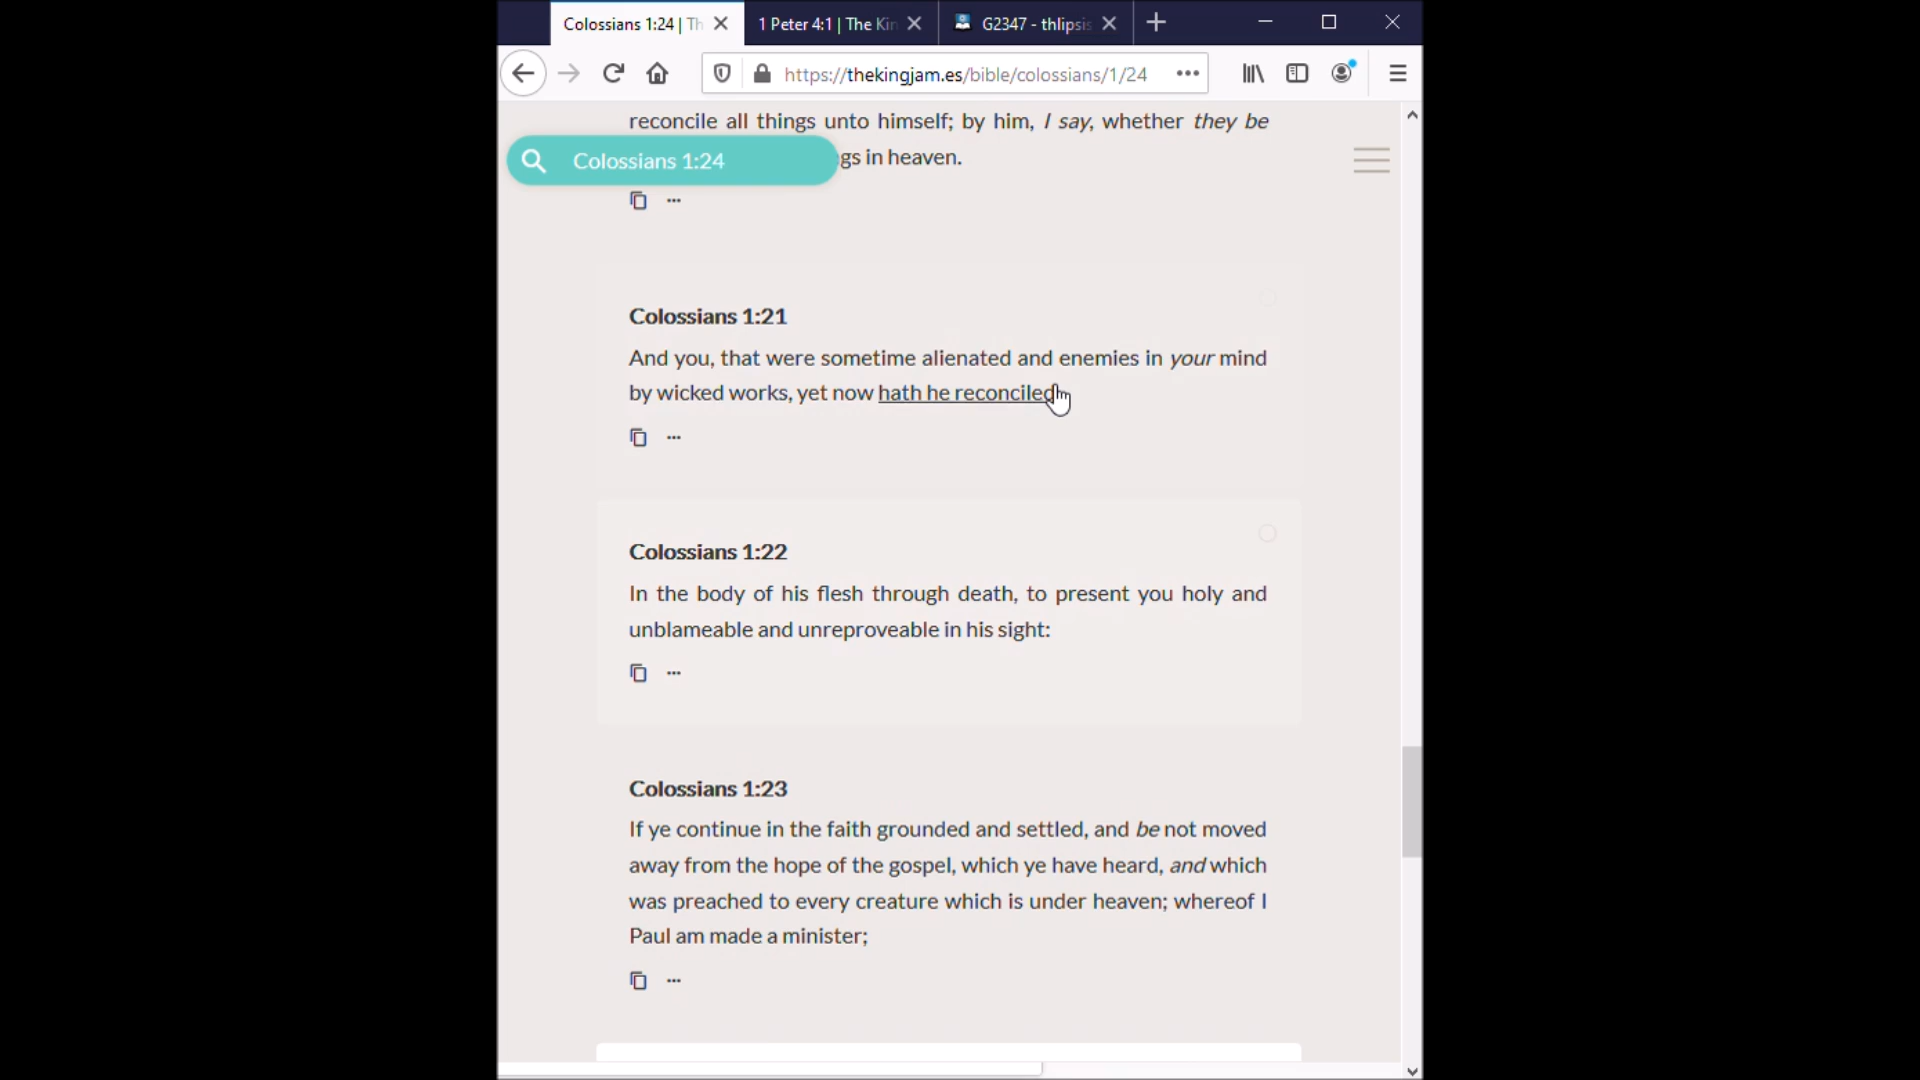 Colossians 1:24 | Th
1 Peter 4:1 | The Kin
G2347 - thlipsis
https://thekingjam.es/bible/colossians/1/24
reconcile all things unto himself; by him, I say, whether they be
Colossians 1:24
gs in heaven.
Colossians 1:21
And you, that were sometime alienated and enemies in your mind
by wicked works, yet now hath he reconciled
Colossians 1:22
In the body of his flesh through death, to present you holy and
unblameable and unreproveable in his sight:
Colossians 1:23
If ye continue in the faith grounded and settled, and be not moved
away from the hope of the gospel, which ye have heard, and which
was preached to every creature which is under heaven; whereof I
Paul am made a minister;